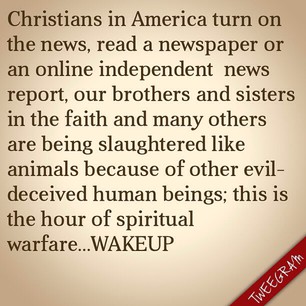 Christians in America turn on
the news, read a newspaper or
an online independent  news
report, our brothers and sisters
in the faith and many others
are being slaughtered like
animals because of other evil-
deceived human beings; this is
the hour of spiritual
warfare...WAKEUP
TWEEGRAM